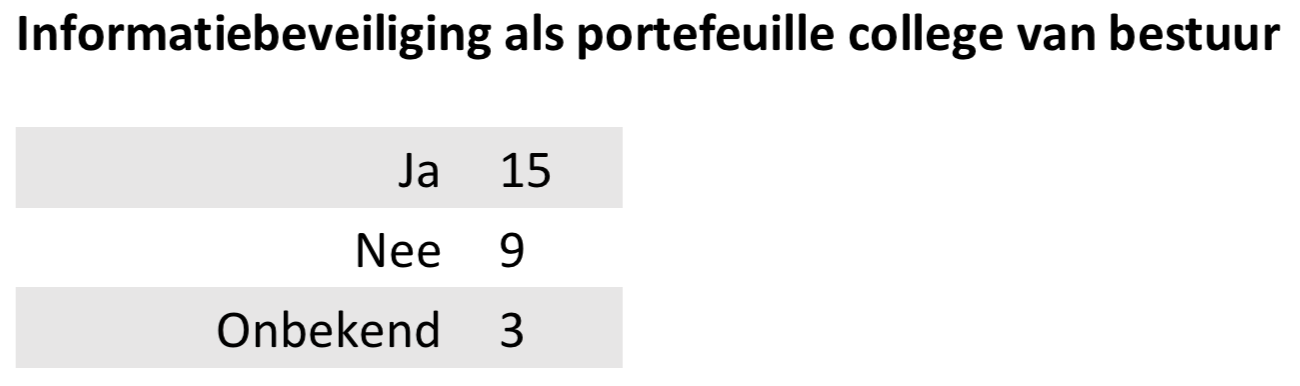 Informatiebeveiliging als portefeuille college van bestuur
Ja 15
Nee 9
Onbekend 3